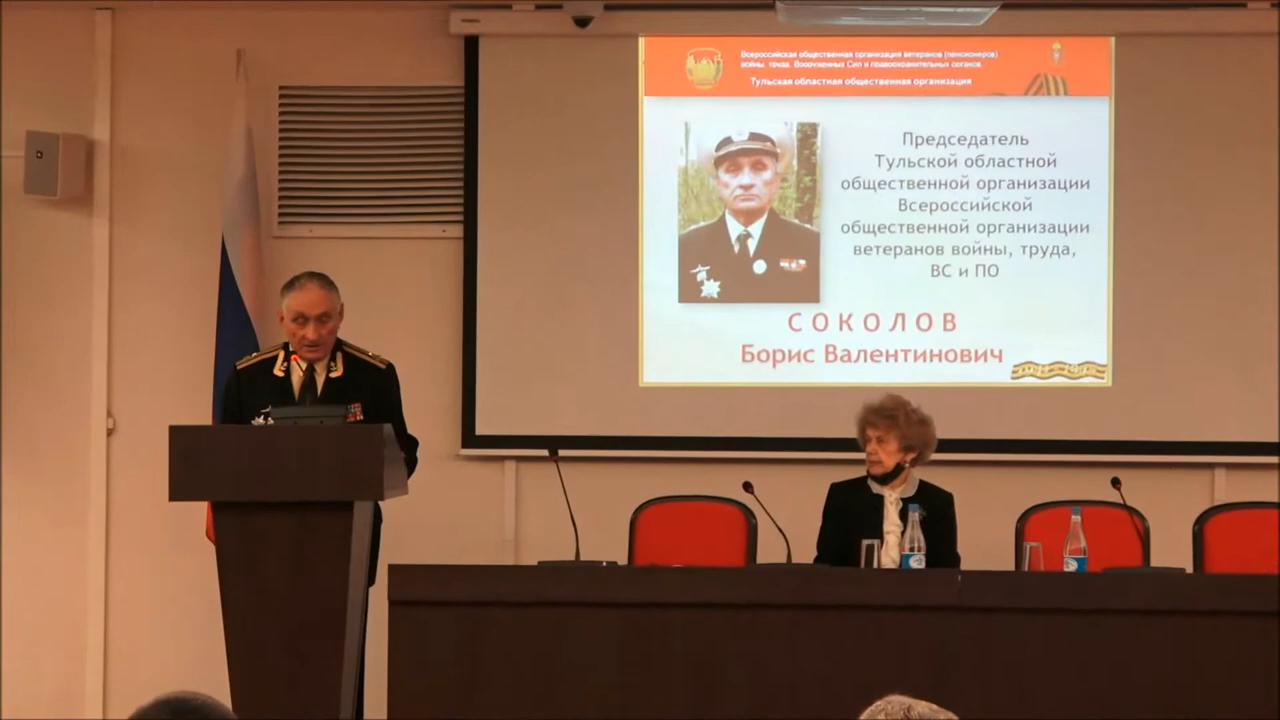 Всероссийская общественная организация ветеранов (пенсионеров)
войны, труда, Вооруженных Сил и правоохранительных органов
Тульская областная общественная организация
Председатель
Тульской областной
общественной организации
Всероссийской
общественной организации
ветеранов войны, труда,
ВС и ПО
СОКОЛОВ
Борис Валентинович